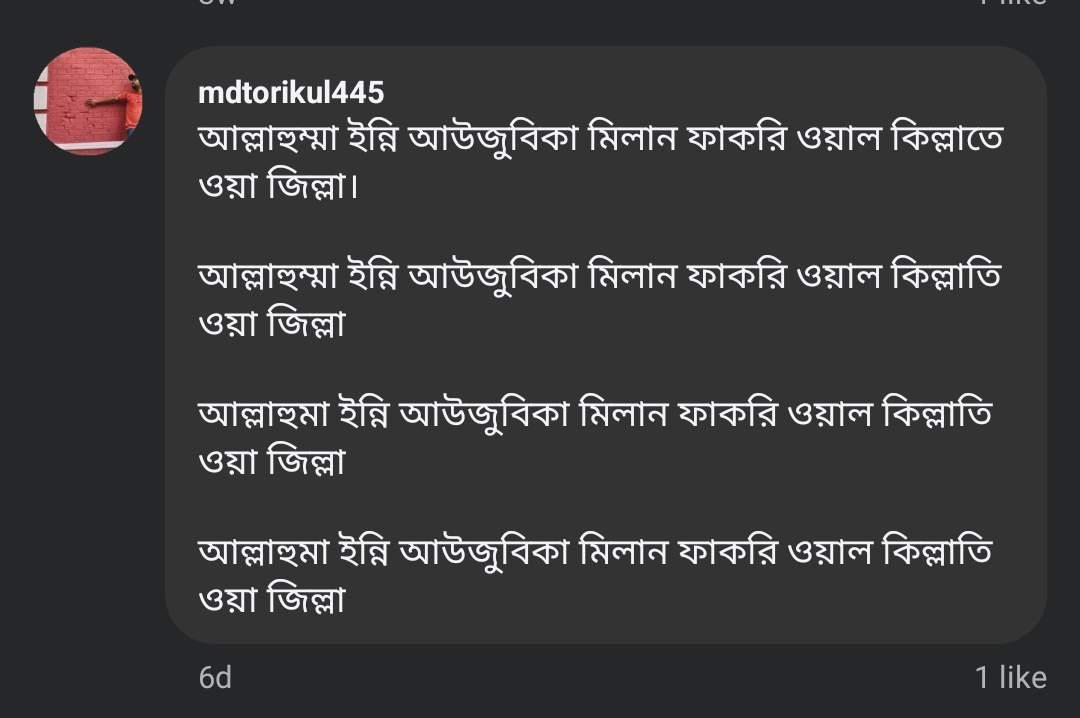 mdtorikul445
আল্লাহুম্মা ইন্নি আউজুবিকা মিলান ফাকরি ওয়াল কিল্লাতে
ওয়া জিল্লা।
আল্লাহুম্মা ইন্নি আউজুবিকা মিলান ফাকরি ওয়াল কিল্লাতি
ওয়া জিল্লা
আল্লাহুমা ইন্নি আউজুবিকা মিলান ফাকরি ওয়াল কিল্লাতি
ওয়া জিল্লা
আল্লাহুমা ইন্নি আউজুবিকা মিলান ফাকরি ওয়াল কিল্লাতি
ওয়া জিল্লা
6d 1 like